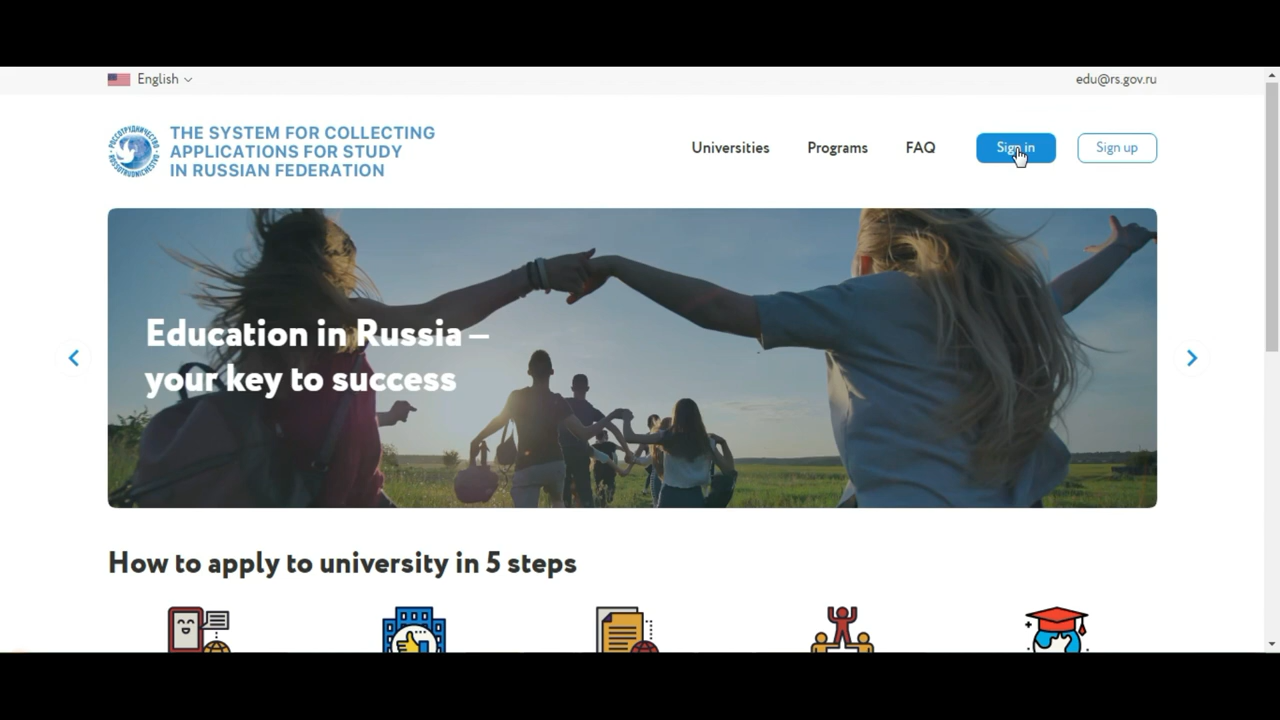 English
edu@rs.gov.ru
THE SYSTEM FOR COLLECTING
APPLICATIONS FOR STUDY
IN RUSSIAN FEDERATION
Universities
Programs
FAQ
Sign in
Sign up
Education in Russia –
your key to success
How to apply to university in 5 steps